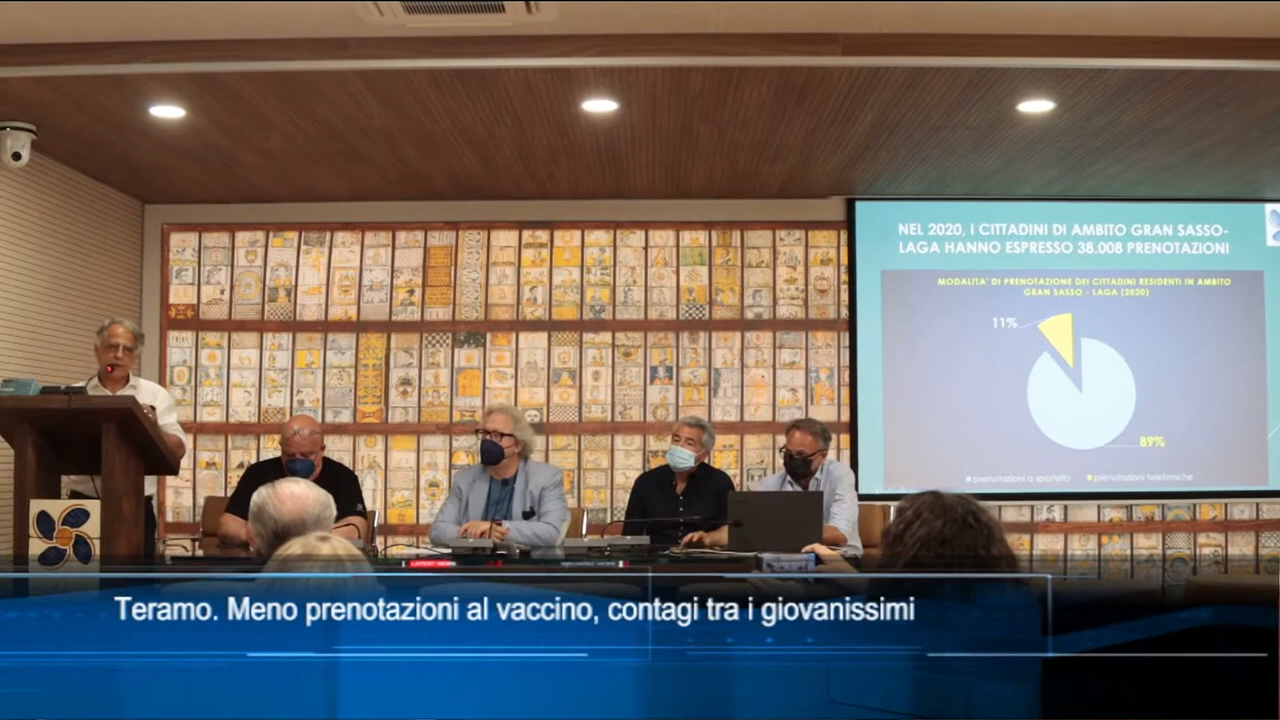 NEL 2020, I CITTADINI DI AMBITO GRAN SASSO-
LAGA HANNO ESPRESSO 38.008 PRENOTAZIONI
MODALITA' DI PRENOTAZIONE DEI CITTADINI RESIDENTI IN AMBITO
GRAN SASSO - LAGA (2020)
11%
89%
prenotazioni a sportello prenotazioni telefoniche
LATEST NEWS
Teramo. Meno prenotazioni al vaccino, contagi tra i giovanissimi